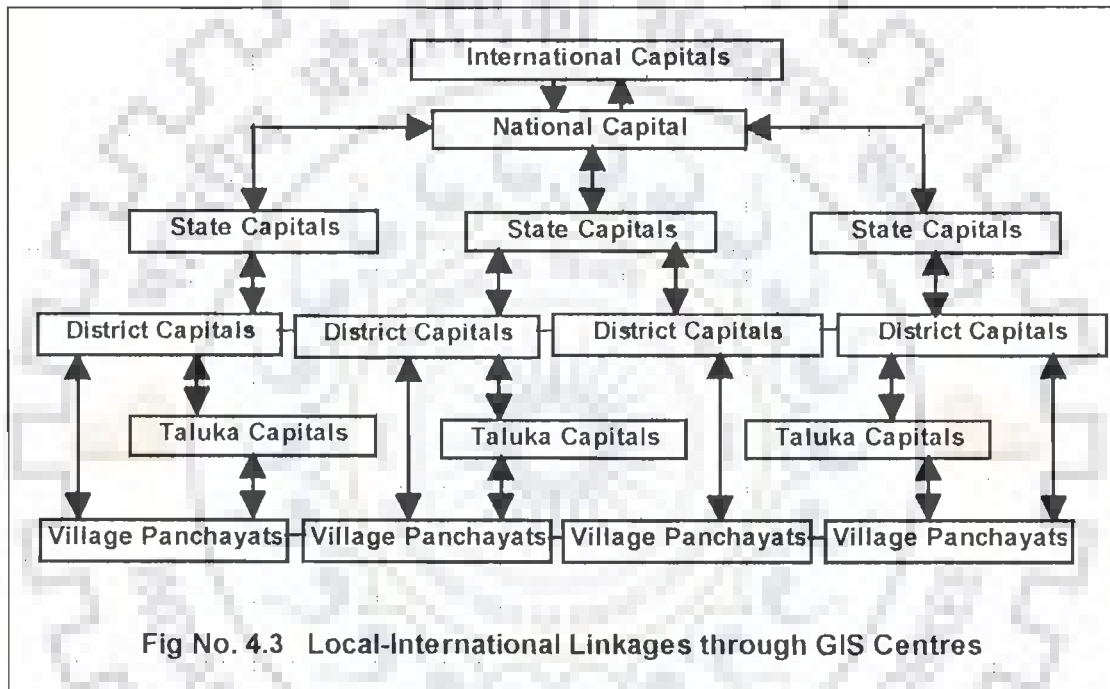 International Capitals
National Capital
State Capitals State Capitals State Capitals
District Capitals District Capitals District Capitals District Capitals
Taluka Capitals Taluka Capitals Taluka Capitals
Village Panchayats Village Panchayats Village Panchayats Village Panchayats
Fig No. 4.3 Local-International Linkages through GIS Centres